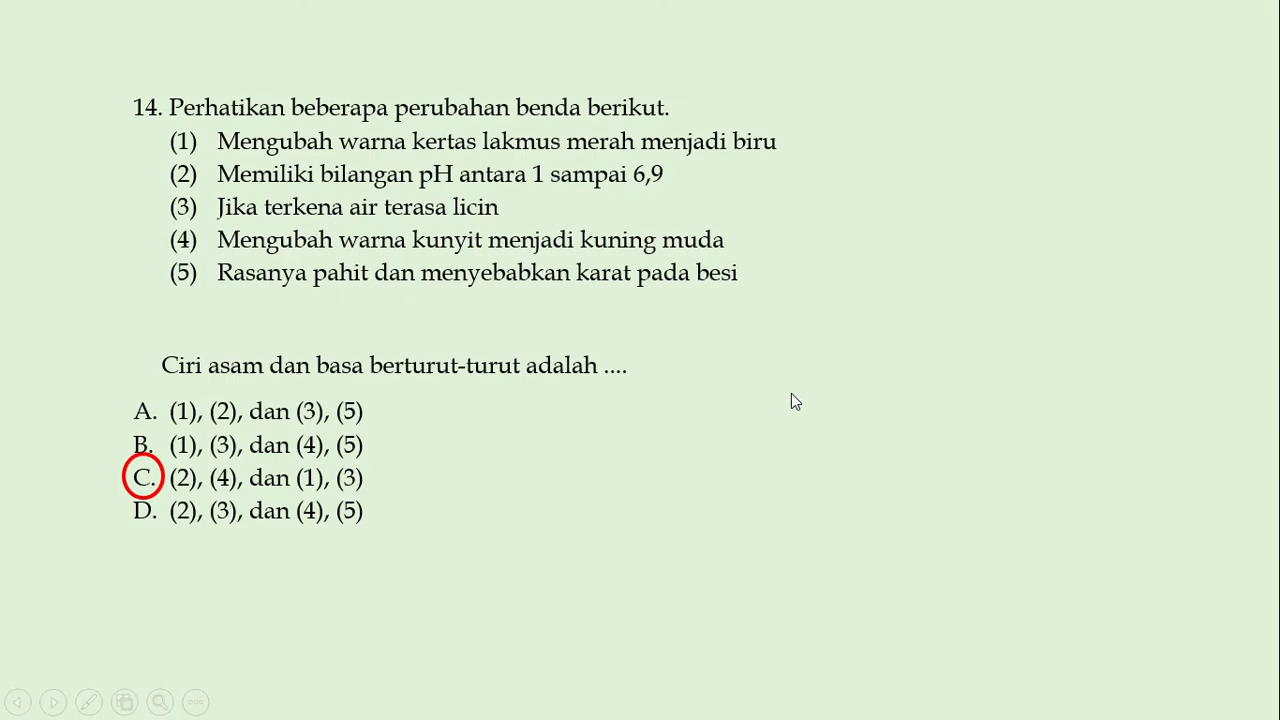 14. Perhatikan beberapa perubahan benda berikut.
(1) Mengubah warna kertas lakmus merah menjadi biru
(2) Memiliki bilangan pH antara 1 sampai 6,9
(3) Jika terkena air terasa licin
(4) Mengubah warna kunyit menjadi kuning muda
(5) Rasanya pahit dan menyebabkan karat pada besi
Ciri asam dan basa berturut-turut adalah ....
A. (1), (2), dan (3), (5)
B. (1), (3), dan (4), (5)
C. (2), (4), dan (1), (3)
D. (2), (3), dan (4), (5)